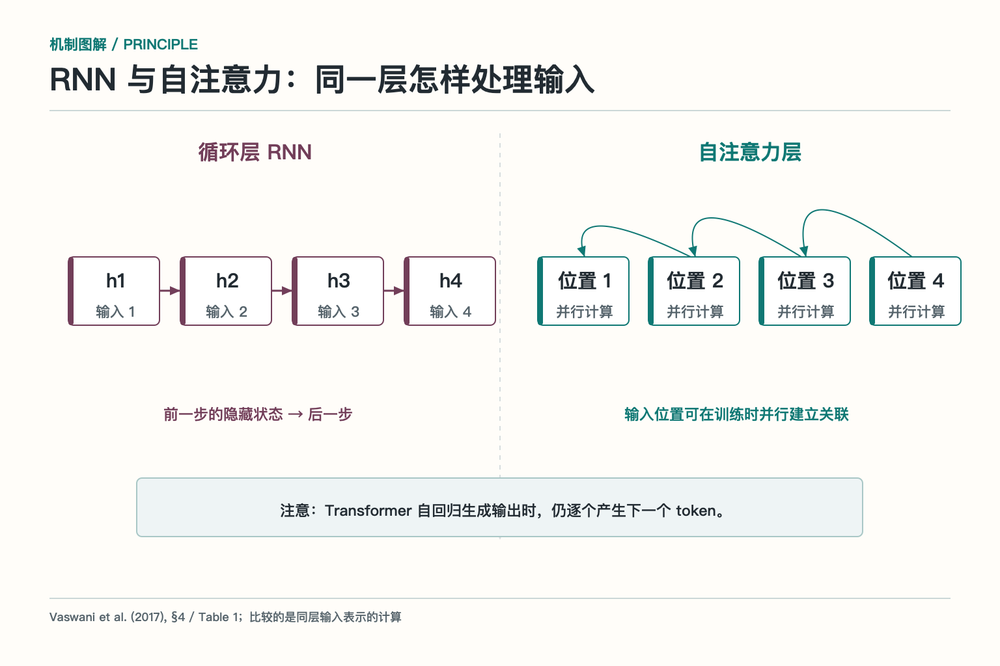 机制图解 / PRINCIPLE
RNN 与自注意力：同一层怎样处理输入
循环层 RNN
h1
输入 1
h2
输入 2
h3
输入 3
h4
输入 4
前一步的隐藏状态 → 后一步
自注意力层
位置 1
并行计算
位置 2
并行计算
位置 3
并行计算
位置 4
并行计算
输入位置可在训练时并行建立关联
注意：Transformer 自回归生成输出时，仍逐个产生下一个 token。
Vaswani et al. (2017), §4 / Table 1；比较的是同层输入表示的计算